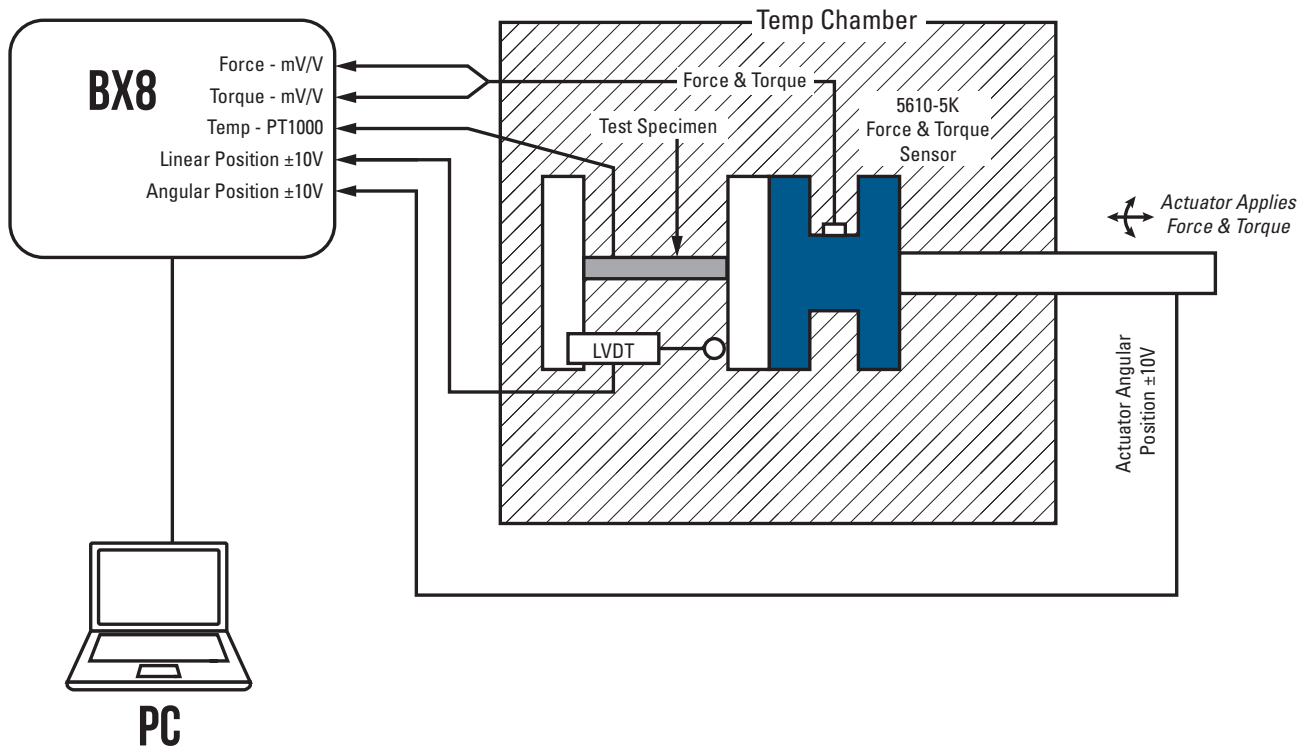 BX8
Force - mV/V
Torque - mV/V
Temp - PT1000
Linear Position ±10V
Angular Position ±10V
Temp Chamber
Force & Torque
Test Specimen
5610-5K
Force & Torque
Sensor
LVDT
Actuator Applies
Force & Torque
Actuator Angular
Position ±10V
PC